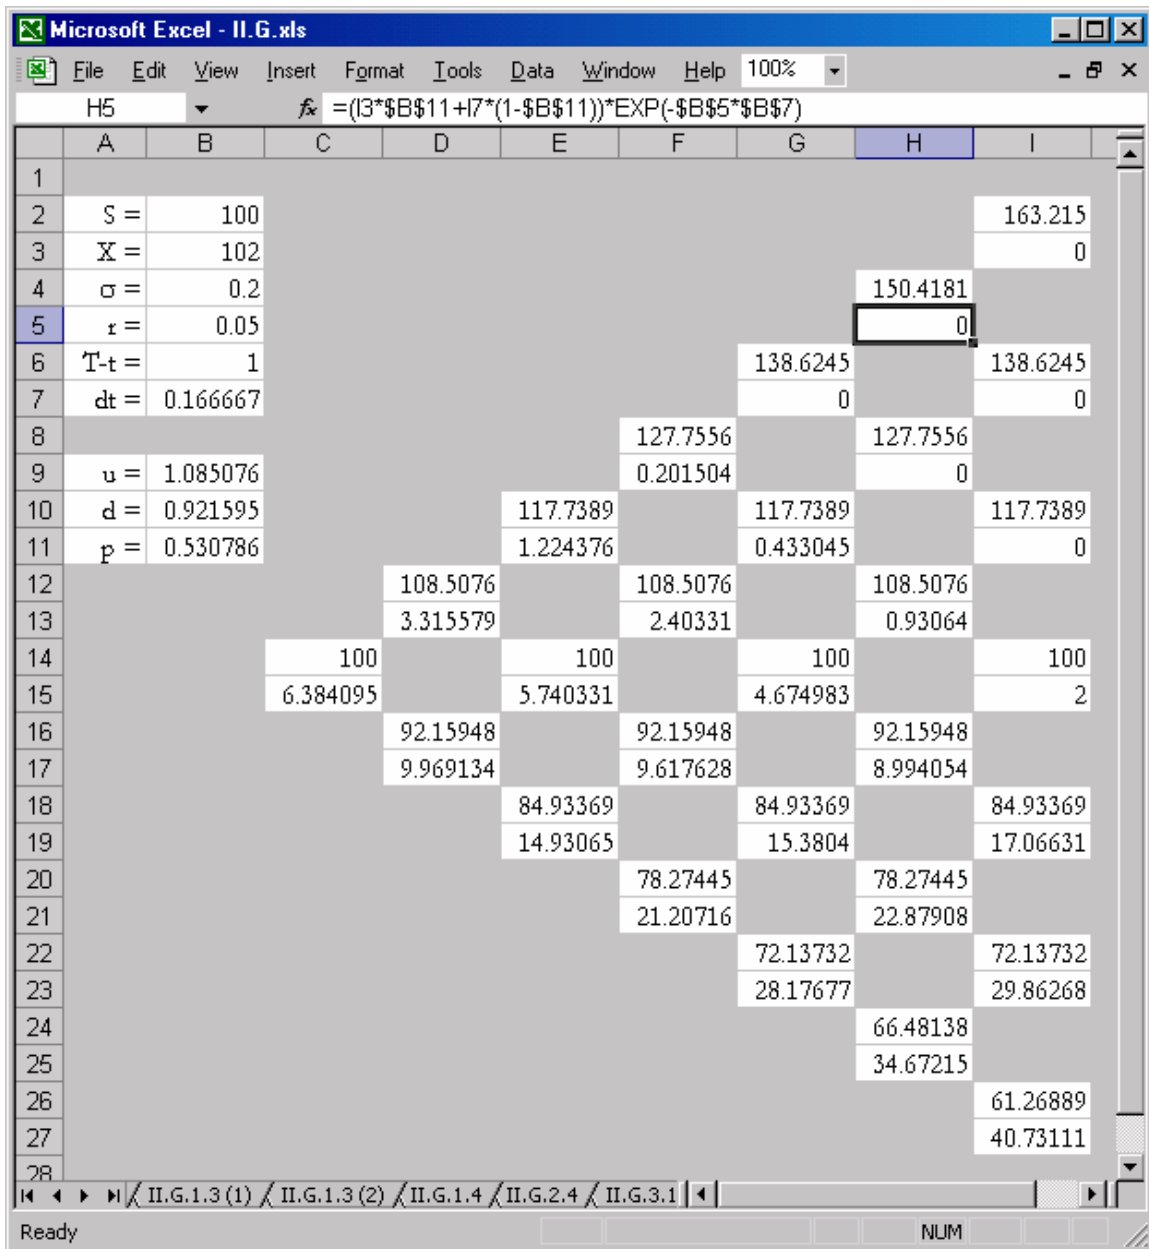 Microsoft Excel - II.G.xls
File Edit View Insert Format Tools Data Window Help 100%
H5 fx =(I3*$B$11+I7*(1-$B$11))*EXP(-$B$5*$B$7)
A B C D E F G H I
1
2 S = 100 163.215
3 X = 102 0
4 σ = 0.2 150.4181
5 r = 0.05 0
6 T-t = 1 138.6245 138.6245
7 dt = 0.166667 0 0
8 127.7556 127.7556
9 u = 1.085076 0.201504 0
10 d = 0.921595 117.7389 117.7389 117.7389
11 p = 0.530786 1.224376 0.433045 0
12 108.5076 108.5076 108.5076
13 3.315579 2.40331 0.93064
14 100 100 100 100
15 6.384095 5.740331 4.674983 2
16 92.15948 92.15948 92.15948
17 9.969134 9.617628 8.994054
18 84.93369 84.93369 84.93369
19 14.93065 15.3804 17.06631
20 78.27445 78.27445
21 21.20716 22.87908
22 72.13732 72.13732
23 28.17677 29.86268
24 66.48138
25 34.67215
26 61.26889
27 40.73111
28
II.G.1.3 (1) II.G.1.3 (2) II.G.1.4 II.G.2.4 II.G.3.1
Ready NUM